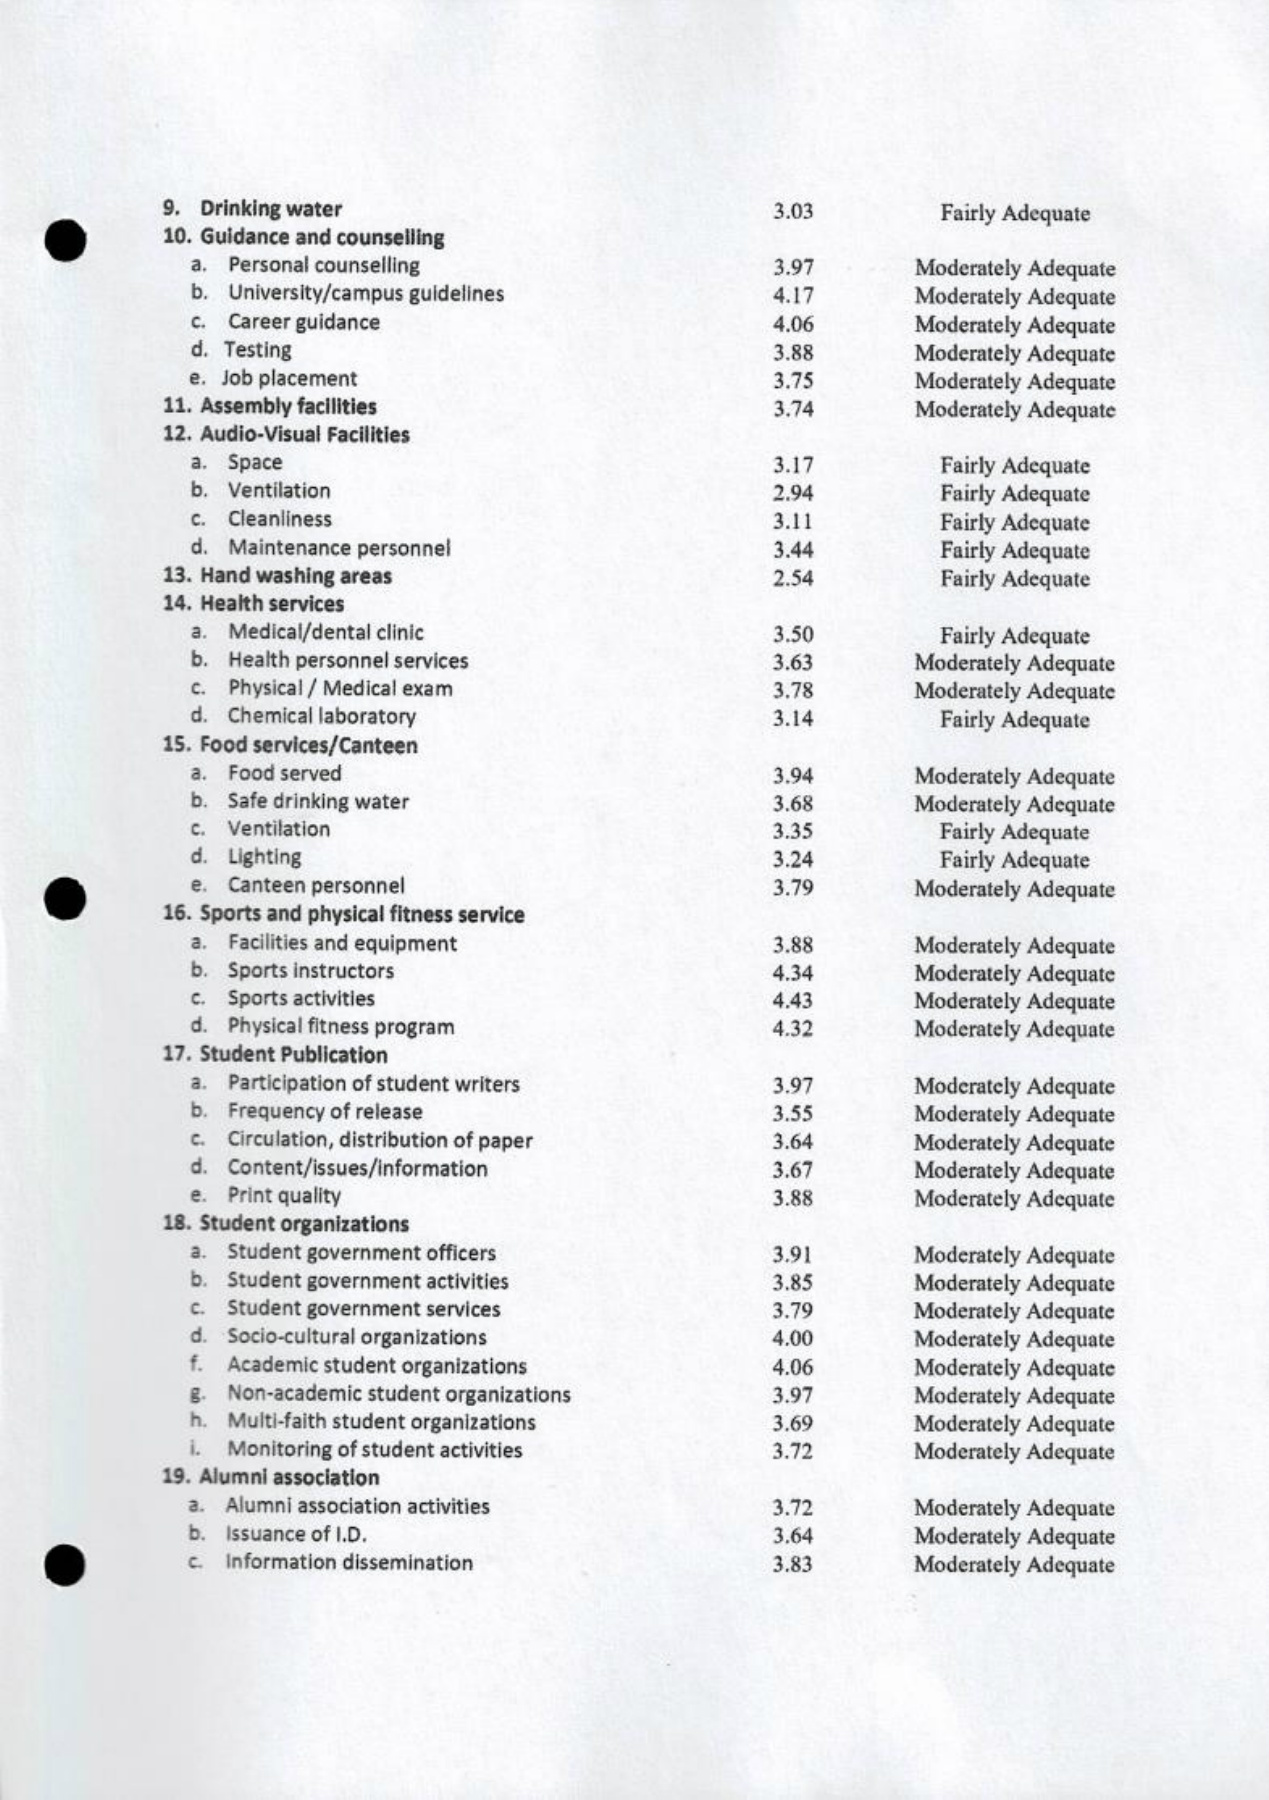 9. Drinking water 3.03 Fairly Adequate
10. Guidance and counselling
a. Personal counselling 3.97 Moderately Adequate
b. University/campus guidelines 4.17 Moderately Adequate
c. Career guidance 4.06 Moderately Adequate
d. Testing 3.88 Moderately Adequate
e. Job placement 3.75 Moderately Adequate
11. Assembly facilities 3.74 Moderately Adequate
12. Audio-Visual Facilities
a. Space 3.17 Fairly Adequate
b. Ventilation 2.94 Fairly Adequate
c. Cleanliness 3.11 Fairly Adequate
d. Maintenance personnel 3.44 Fairly Adequate
13. Hand washing areas 2.54 Fairly Adequate
14. Health services
a. Medical/dental clinic 3.50 Fairly Adequate
b. Health personnel services 3.63 Moderately Adequate
c. Physical / Medical exam 3.78 Moderately Adequate
d. Chemical laboratory 3.14 Fairly Adequate
15. Food services/Canteen
a. Food served 3.94 Moderately Adequate
b. Safe drinking water 3.68 Moderately Adequate
c. Ventilation 3.35 Fairly Adequate
d. Lighting 3.24 Fairly Adequate
e. Canteen personnel 3.79 Moderately Adequate
16. Sports and physical fitness service
a. Facilities and equipment 3.88 Moderately Adequate
b. Sports instructors 4.34 Moderately Adequate
c. Sports activities 4.43 Moderately Adequate
d. Physical fitness program 4.32 Moderately Adequate
17. Student Publication
a. Participation of student writers 3.97 Moderately Adequate
b. Frequency of release 3.55 Moderately Adequate
c. Circulation, distribution of paper 3.64 Moderately Adequate
d. Content/issues/information 3.67 Moderately Adequate
e. Print quality 3.88 Moderately Adequate
18. Student organizations
a. Student government officers 3.91 Moderately Adequate
b. Student government activities 3.85 Moderately Adequate
c. Student government services 3.79 Moderately Adequate
d. Socio-cultural organizations 4.00 Moderately Adequate
f. Academic student organizations 4.06 Moderately Adequate
g. Non-academic student organizations 3.97 Moderately Adequate
h. Multi-faith student organizations 3.69 Moderately Adequate
i. Monitoring of student activities 3.72 Moderately Adequate
19. Alumni association
a. Alumni association activities 3.72 Moderately Adequate
b. Issuance of I.D. 3.64 Moderately Adequate
c. Information dissemination 3.83 Moderately Adequate